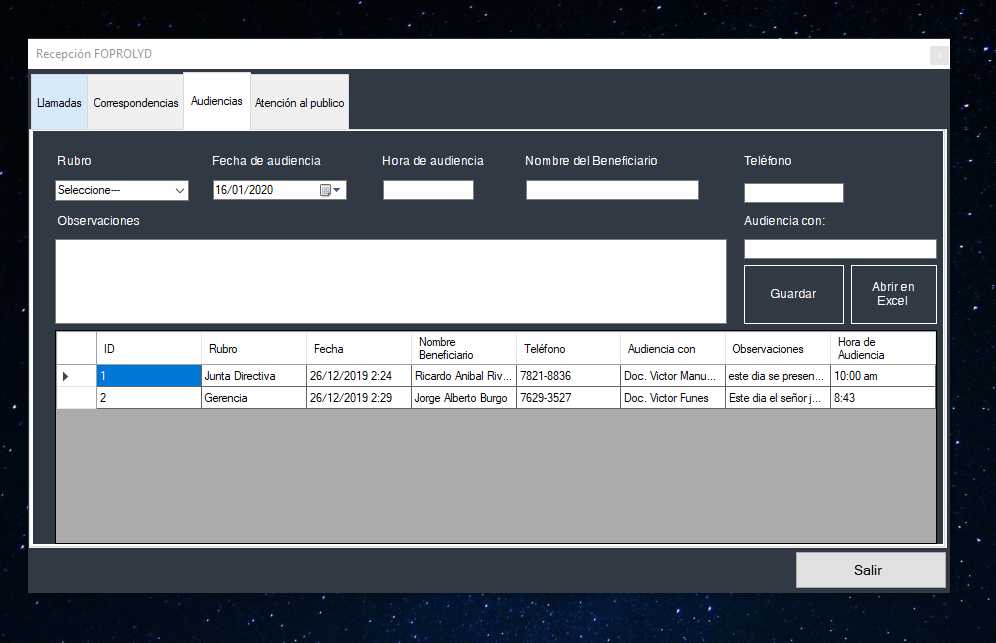 Recepción FOPROLYD
Llamadas Correspondencias Audiencias Atención al publico
Rubro Fecha de audiencia Hora de audiencia Nombre del Beneficiario Teléfono
Seleccione--- 16/01/2020
Observaciones Audiencia con:
Guardar
Abrir en
Excel
ID Rubro Fecha Nombre Beneficiario Teléfono Audiencia con Observaciones Hora de Audiencia
1 Junta Directiva 26/12/2019 2:24 Ricardo Anibal Riv... 7821-8836 Doc. Victor Manu... este dia se presen... 10:00 am
2 Gerencia 26/12/2019 2:29 Jorge Alberto Burgo 7629-3527 Doc. Victor Funes Este dia el señor j... 8:43
Salir